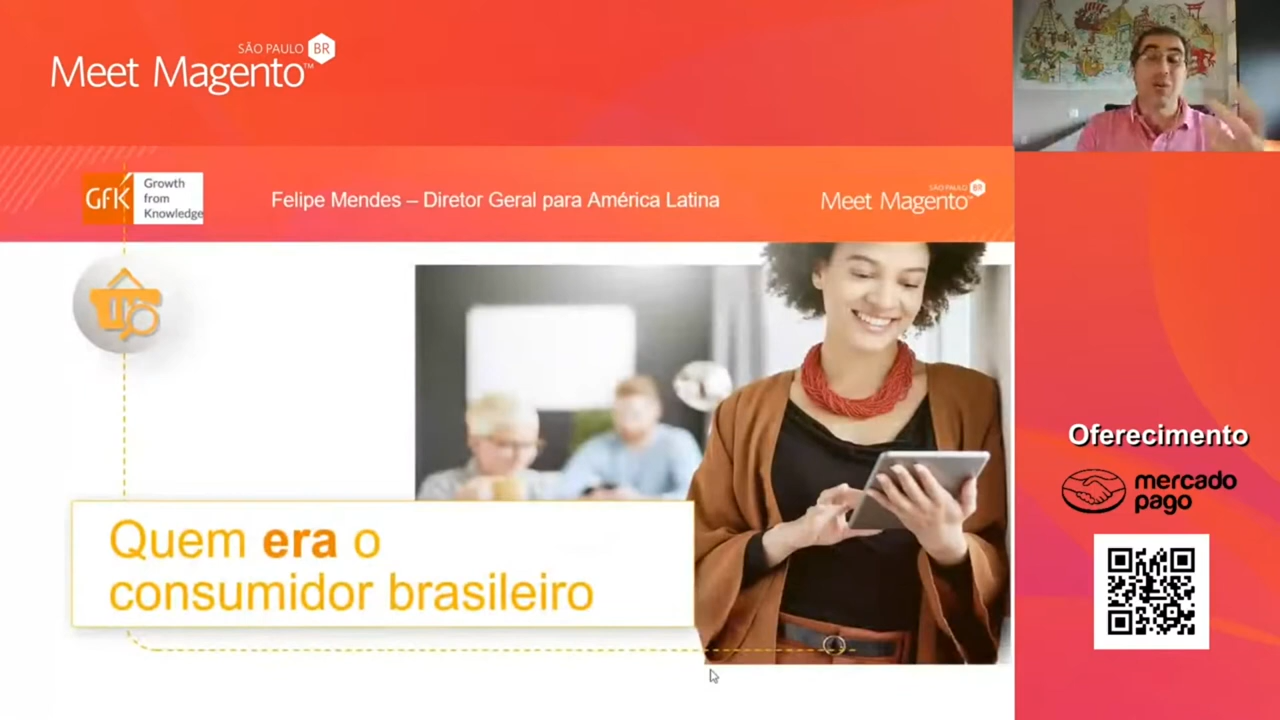 SÃO PAULO BR
Meet Magento™
GfK
Growth
from
Knowledge
Felipe Mendes – Diretor Geral para América Latina
SÃO PAULO BR
Meet Magento™
Quem era o
consumidor brasileiro
Oferecimento
mercado
pago